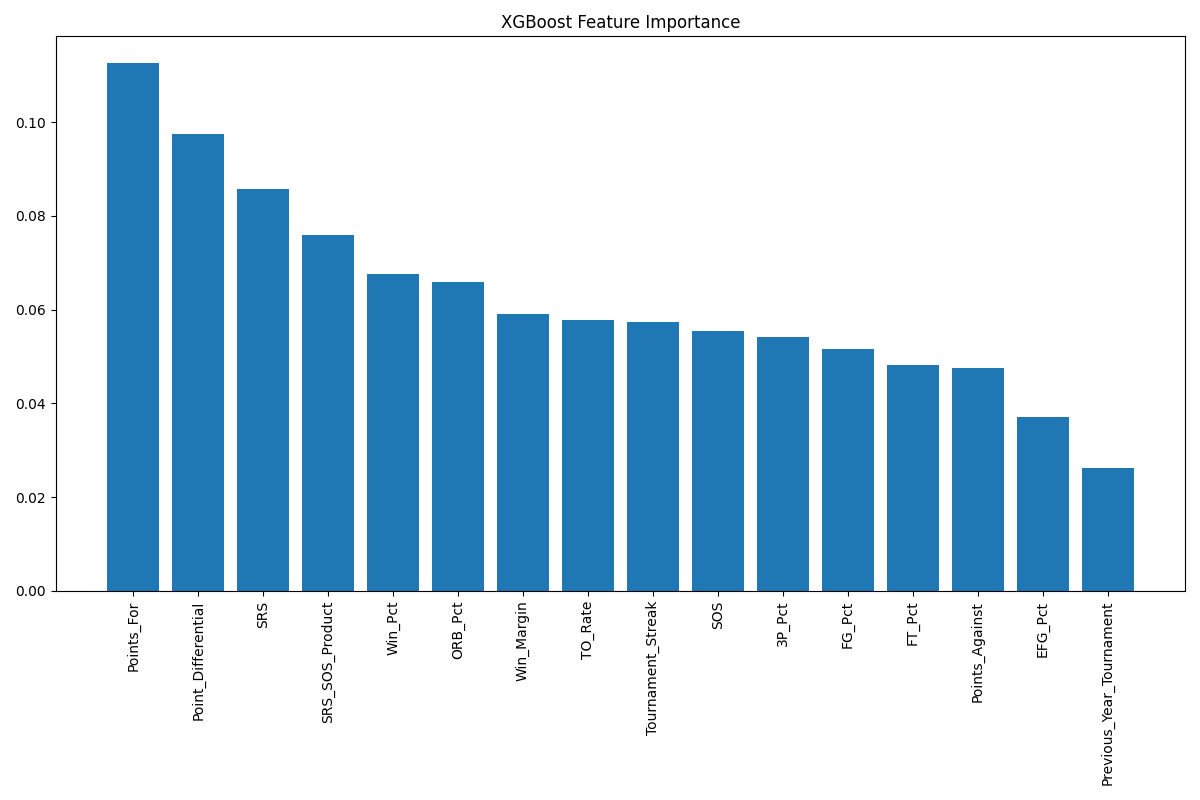 XGBoost Feature Importance
0.10
0.08
0.06
0.04
0.02
0.00
Points_For
Point_Differential
SRS
SRS_SOS_Product
Win_Pct
ORB_Pct
Win_Margin
TO_Rate
Tournament_Streak
SOS
3P_Pct
FG_Pct
FT_Pct
Points_Against
EFG_Pct
Previous_Year_Tournament